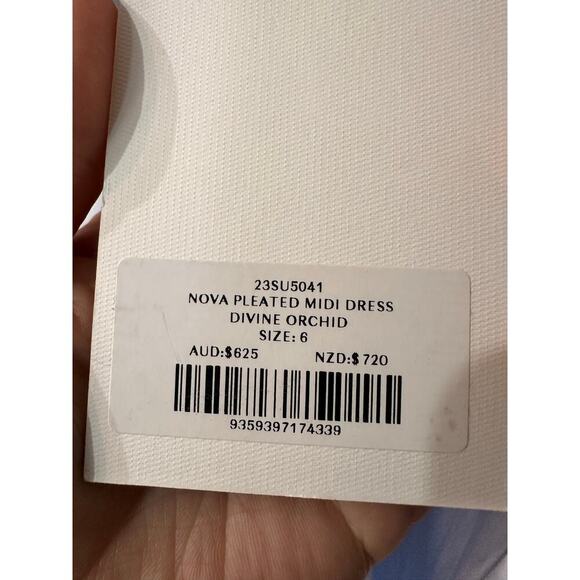 23SU5041
NOVA PLEATED MIDI DRESS
DIVINE ORCHID
SIZE: 6
AUD:$625 NZD:$720
9359397174339